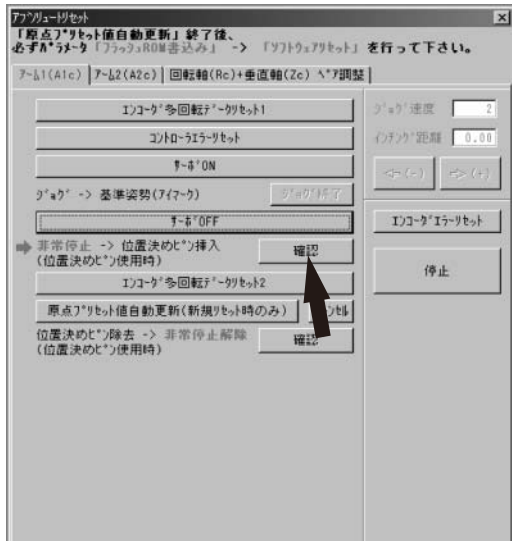 アブソリュートリセット
「原点プリセット値自動更新」終了後、
必ずパラメータ「フラッシュROM書込み」 -> 「ソフトウェアリセット」 を行って下さい。
アーム1(A1c)
アーム2(A2c)
回転軸(Rc)+垂直軸(Zc) ペア調整
エンコーダ多回転データリセット1
コントローラエラーリセット
サーボON
ジョグ -> 基準姿勢(アイマーク)
ジョグ終了
サーボOFF
非常停止 -> 位置決めピン挿入
(位置決めピン使用時)
確認
エンコーダ多回転データリセット2
原点プリセット値自動更新(新規リセット時のみ)
位置決めピン除去 -> 非常停止解除
(位置決めピン使用時)
確認
ジョグ速度 2
インチング距離 0.00
<-(-)
->(+)
エンコーダエラーリセット
停止